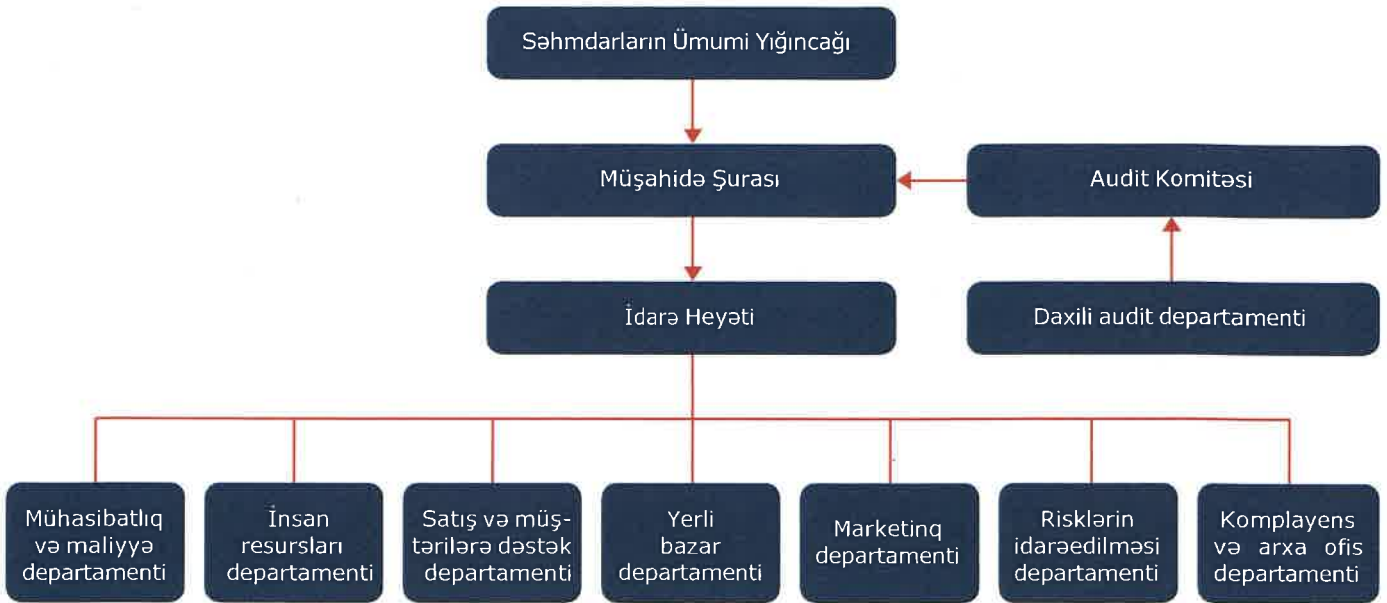 Səhmdarların Ümumi Yığıncağı
Müşahidə Şurası
Audit Komitəsi
İdarə Heyəti
Daxili audit departamenti
Mühasibatlıq
və maliyyə
departamenti
İnsan
resursları
departamenti
Satış və müş-
tərilərə dəstək
departamenti
Yerli
bazar
departamenti
Marketinq
departamenti
Risklərin
idarəedilməsi
departamenti
Komplayens
və arxa ofis
departamenti